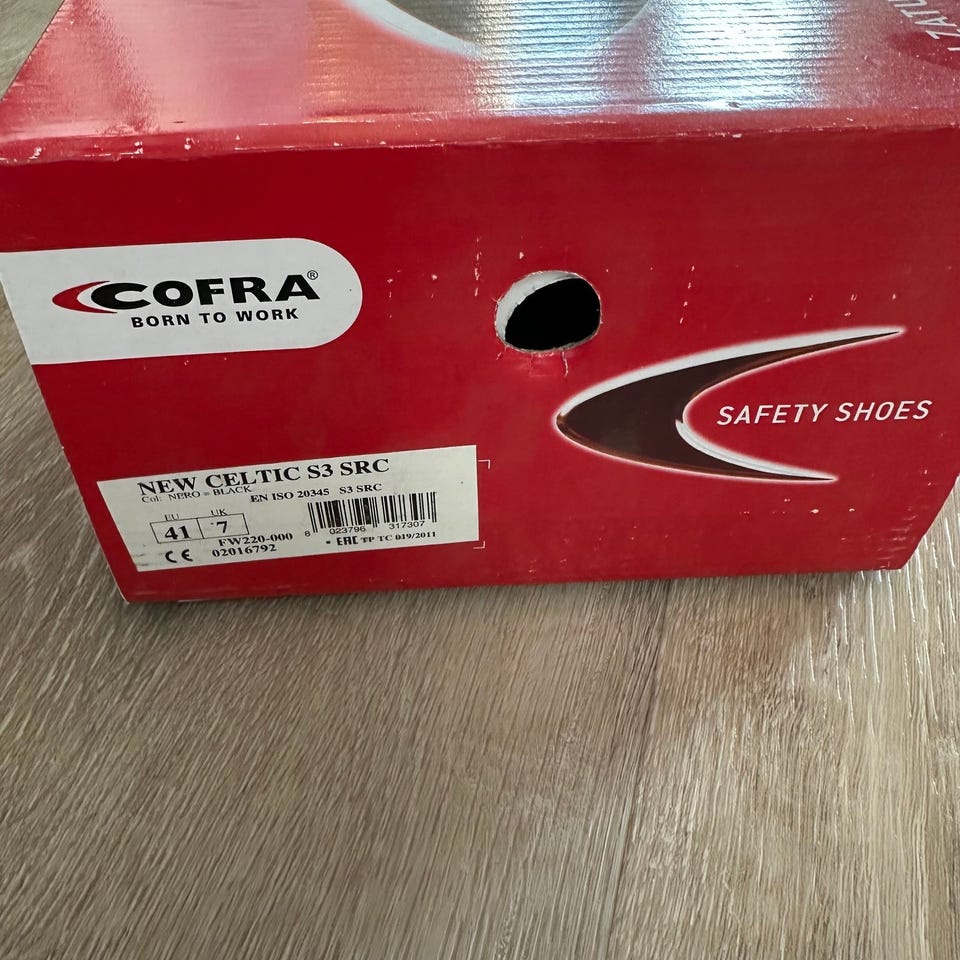 ZATU
COFRA®
BORN TO WORK
SAFETY SHOES
NEW CELTIC S3 SRC
Col: NERO = BLACK
EN ISO 20345 S3 SRC
EU UK
41 7
FW220-000
02016792
CE
8 023796 317307
EAC TP TC 019/2011